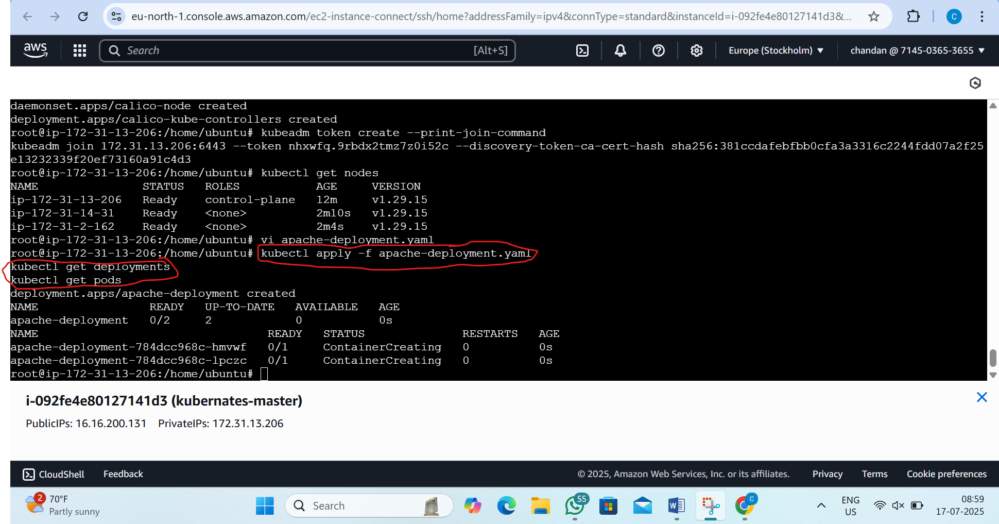 eu-north-1.console.aws.amazon.com/ec2-instance-connect/ssh/home?addressFamily=ipv4&connType=standard&instanceId=i-092fe4e80127141d3&...
C
aws
Search
[Alt+S]
Europe (Stockholm)
chandan @ 7145-0365-3655
daemonset.apps/calico-node created
deployment.apps/calico-kube-controllers created
root@ip-172-31-13-206:/home/ubuntu# kubeadm token create --print-join-command
kubeadm join 172.31.13.206:6443 --token nhxwfq.9rbdx2tmz7z0i52c --discovery-token-ca-cert-hash sha256:381ccdafebfbb0cfa3a3316c2244fdd07a2f25
e13232339f20ef73160a91c4d3
root@ip-172-31-13-206:/home/ubuntu# kubectl get nodes
NAME STATUS ROLES AGE VERSION
ip-172-31-13-206 Ready control-plane 12m v1.29.15
ip-172-31-14-31 Ready <none> 2m10s v1.29.15
ip-172-31-2-162 Ready <none> 2m4s v1.29.15
root@ip-172-31-13-206:/home/ubuntu# vi apache-deployment.yaml
root@ip-172-31-13-206:/home/ubuntu# kubectl apply -f apache-deployment.yaml
kubectl get deployments
kubectl get pods
deployment.apps/apache-deployment created
NAME READY UP-TO-DATE AVAILABLE AGE
apache-deployment 0/2 2 0 0s
NAME READY STATUS RESTARTS AGE
apache-deployment-784dcc968c-hmvwf 0/1 ContainerCreating 0 0s
apache-deployment-784dcc968c-lpczc 0/1 ContainerCreating 0 0s
root@ip-172-31-13-206:/home/ubuntu#
i-092fe4e80127141d3 (kubernates-master)
PublicIPs: 16.16.200.131 PrivateIPs: 172.31.13.206
CloudShell Feedback
© 2025, Amazon Web Services, Inc. or its affiliates. Privacy Terms Cookie preferences
2
70°F
Partly sunny
Search
55
W
C
ENG
US
08:59
17-07-2025